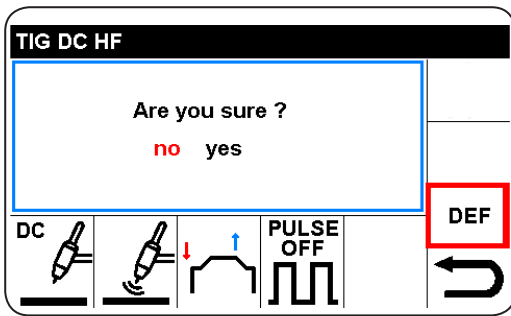 TIG DC HF
Are you sure ?
no yes
DEF
DC
PULSE
OFF